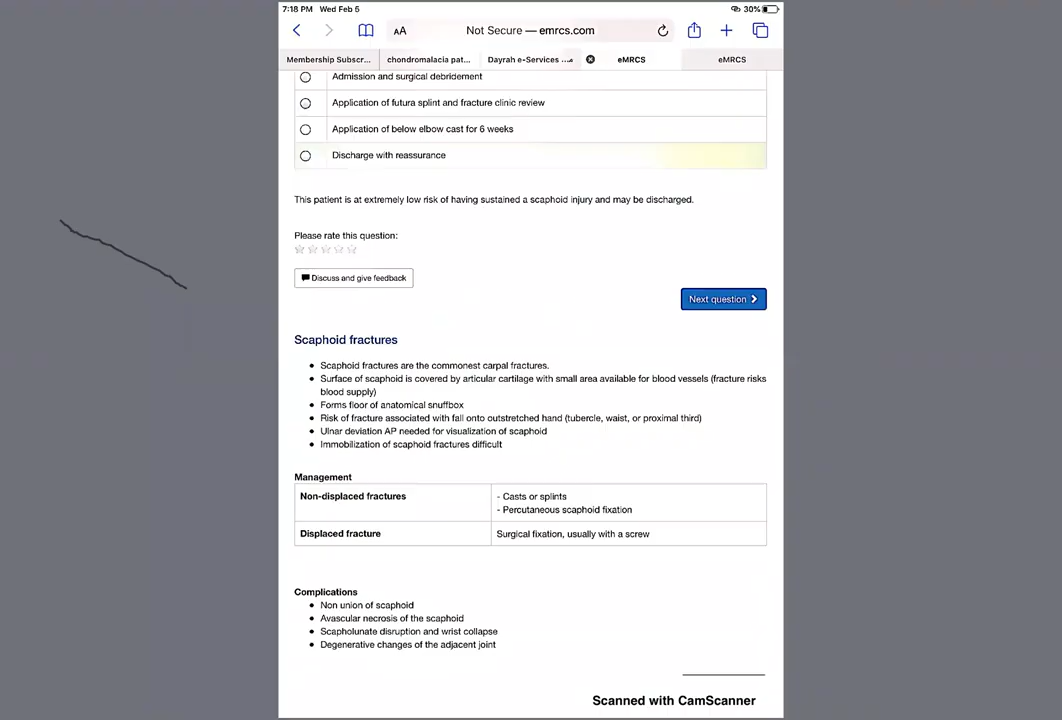 7:18 PM Wed Feb 5
30%
AA
Not Secure — emrcs.com
Membership Subscr...
chondromalacia pat...
Dayrah e-Services ...
eMRCS
eMRCS
Admission and surgical debridement
Application of futura splint and fracture clinic review
Application of below elbow cast for 6 weeks
Discharge with reassurance
This patient is at extremely low risk of having sustained a scaphoid injury and may be discharged.
Please rate this question:
Discuss and give feedback
Next question
Scaphoid fractures
• Scaphoid fractures are the commonest carpal fractures.
• Surface of scaphoid is covered by articular cartilage with small area available for blood vessels (fracture risks
blood supply)
• Forms floor of anatomical snuffbox
• Risk of fracture associated with fall onto outstretched hand (tubercle, waist, or proximal third)
• Ulnar deviation AP needed for visualization of scaphoid
• Immobilization of scaphoid fractures difficult
Management
Non-displaced fractures
- Casts or splints
- Percutaneous scaphoid fixation
Displaced fracture
Surgical fixation, usually with a screw
Complications
• Non union of scaphoid
• Avascular necrosis of the scaphoid
• Scapholunate disruption and wrist collapse
• Degenerative changes of the adjacent joint
Scanned with CamScanner